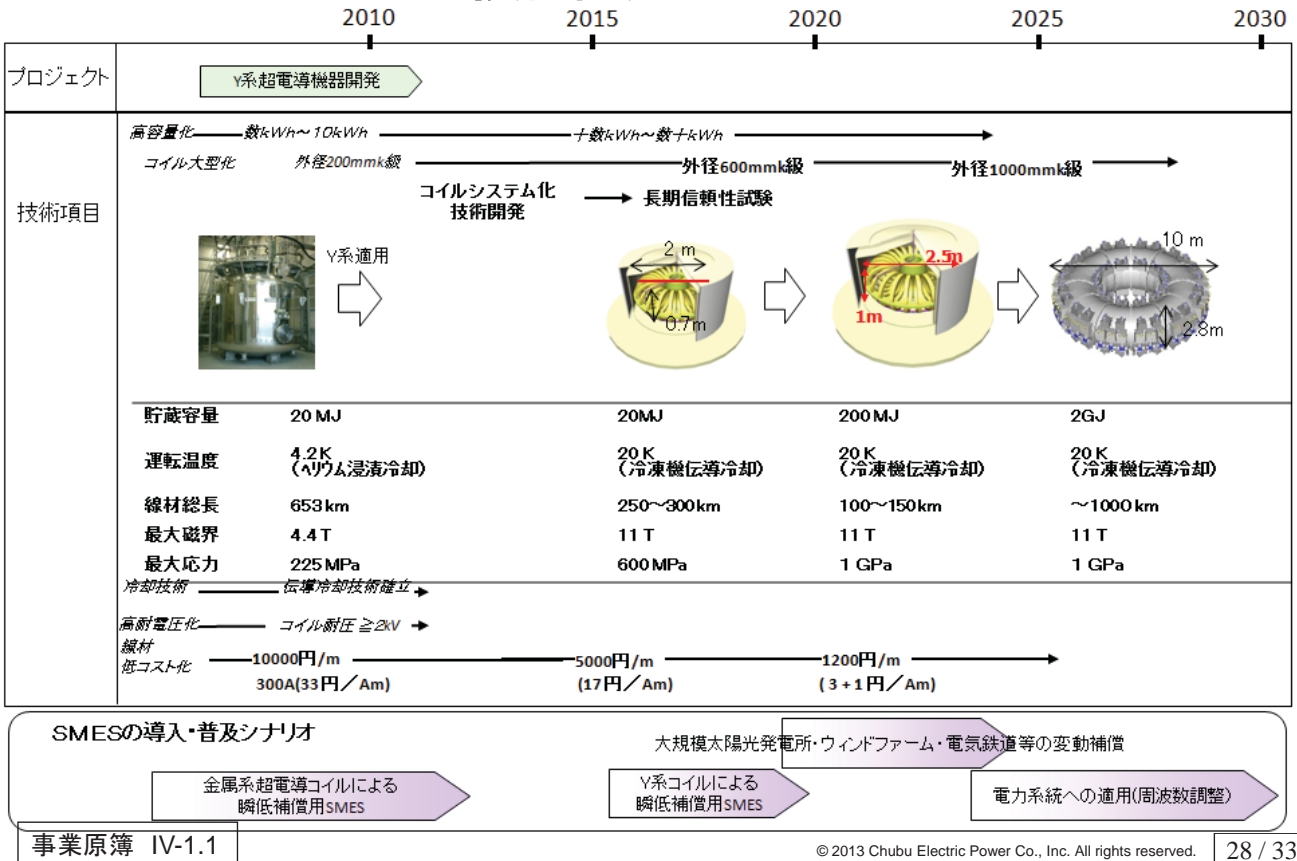 2010 2015 2020 2025 2030
プロジェクト
Y系超電導機器開発
技術項目
高容量化 数kWh～10kWh 十数kWh～数十kWh
コイル大型化 外径200mmk級 外径600mmk級 外径1000mmk級
コイルシステム化
技術開発
長期信頼性試験
Y系適用
2 m
0.7m
2.5m
1m
10 m
2.8m
貯蔵容量 20 MJ 20MJ 200 MJ 2GJ
運転温度 4.2K 20 K 20 K 20 K
(ヘリウム浸漬冷却) (冷凍機伝導冷却) (冷凍機伝導冷却) (冷凍機伝導冷却)
線材総長 653 km 250～300 km 100～150km ～1000 km
最大磁界 4.4 T 11 T 11 T 11 T
最大応力 225 MPa 600 MPa 1 GPa 1 GPa
冷却技術 伝導冷却技術確立
高耐電圧化 コイル耐圧≧2kV
線材
低コスト化 10000円/m 5000円/m 1200円/m
300A(33円／Am) (17円／Am) (3+1円／Am)
SMESの導入・普及シナリオ
大規模太陽光発電所・ウィンドファーム・電気鉄道等の変動補償
金属系超電導コイルによる
瞬低補償用SMES
Y系コイルによる
瞬低補償用SMES
電力系統への適用(周波数調整)
事業原簿 IV-1.1
© 2013 Chubu Electric Power Co., Inc. All rights reserved.
28 / 33